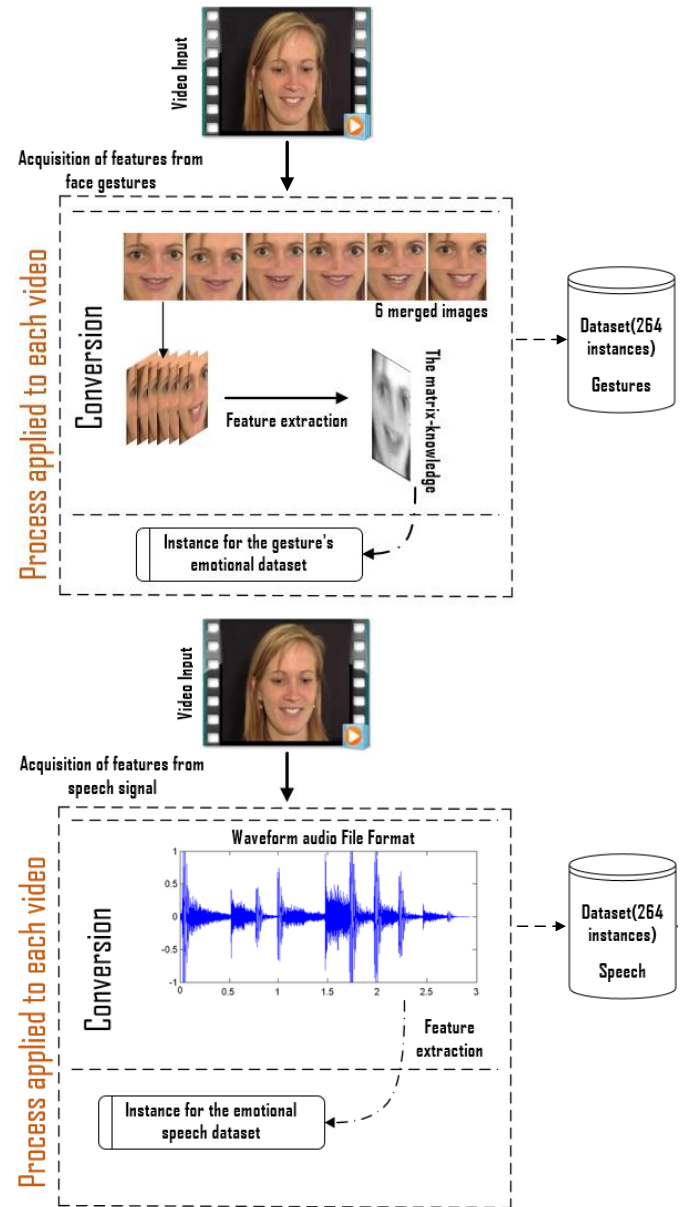 Video Input
Acquisition of features from
face gestures
Process applied to each video
Conversion
6 merged images
Feature extraction
The matrix-knowledge
Instance for the gesture's
emotional dataset
Dataset(264
instances)
Gestures
Video Input
Acquisition of features from
speech signal
Process applied to each video
Conversion
Waveform audio File Format
1
0.5
0
-0.5
-1
0
0.5
1
1.5
2
2.5
3
Feature
extraction
Instance for the emotional
speech dataset
Dataset(264
instances)
Speech